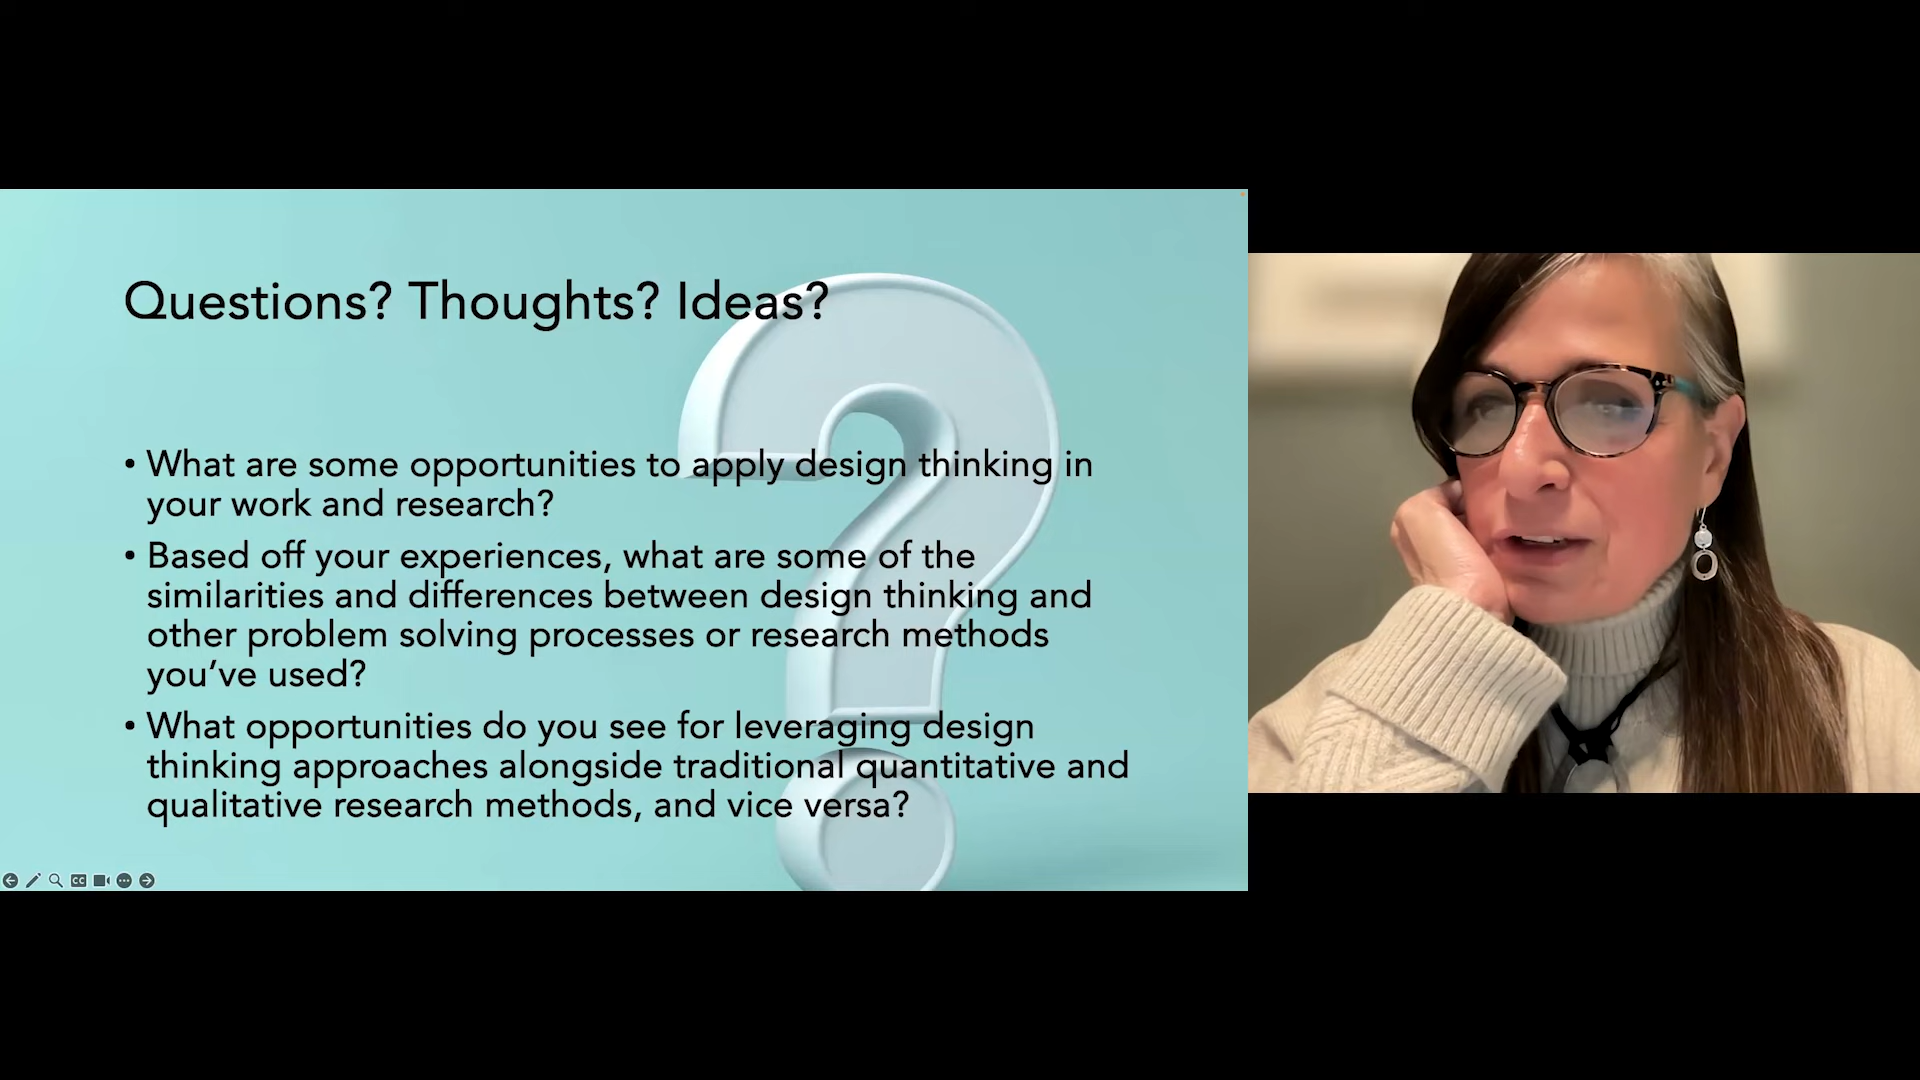 Questions? Thoughts? Ideas?
• What are some opportunities to apply design thinking in
your work and research?
• Based off your experiences, what are some of the
similarities and differences between design thinking and
other problem solving processes or research methods
you've used?
• What opportunities do you see for leveraging design
thinking approaches alongside traditional quantitative and
qualitative research methods, and vice versa?
CC